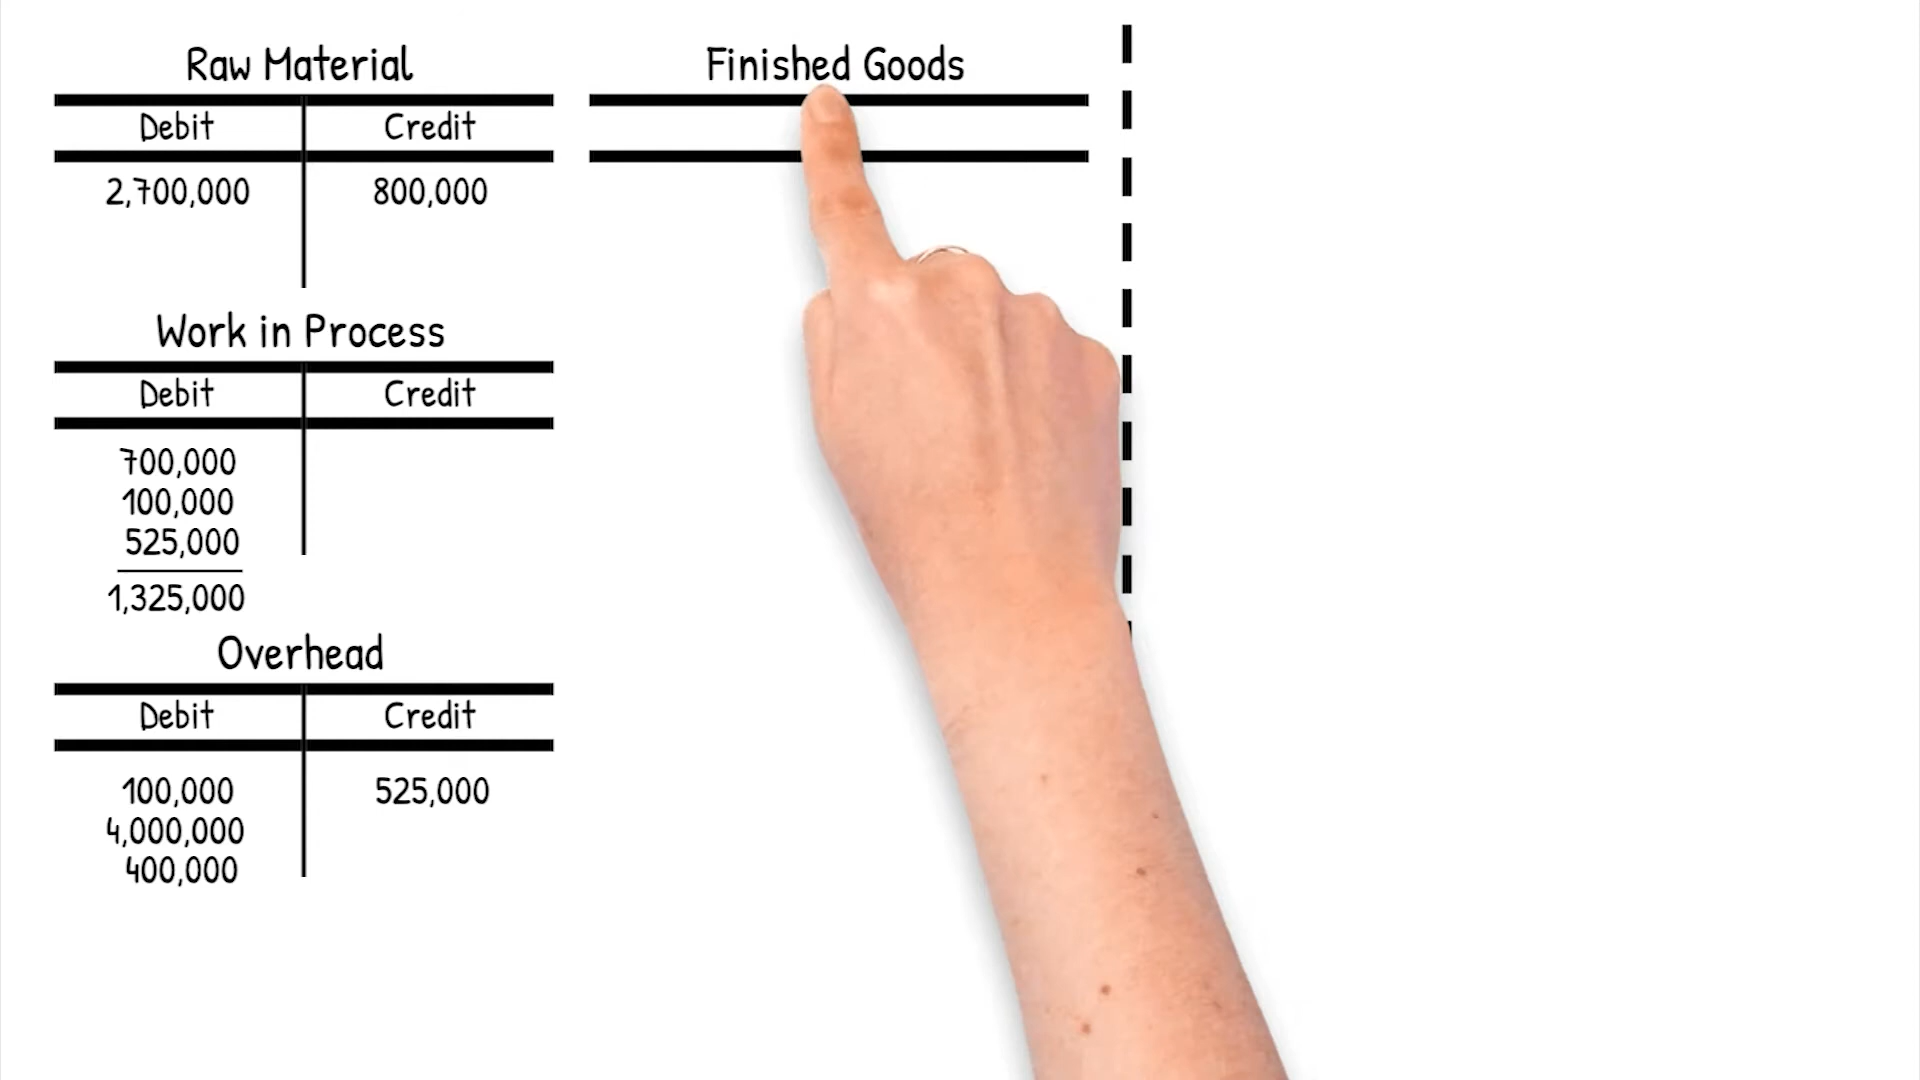 Raw Material
Debit Credit
2,700,000 800,000
Work in Process
Debit Credit
700,000
100,000
525,000
1,325,000
Overhead
Debit Credit
100,000 525,000
4,000,000
400,000
Finished Goods